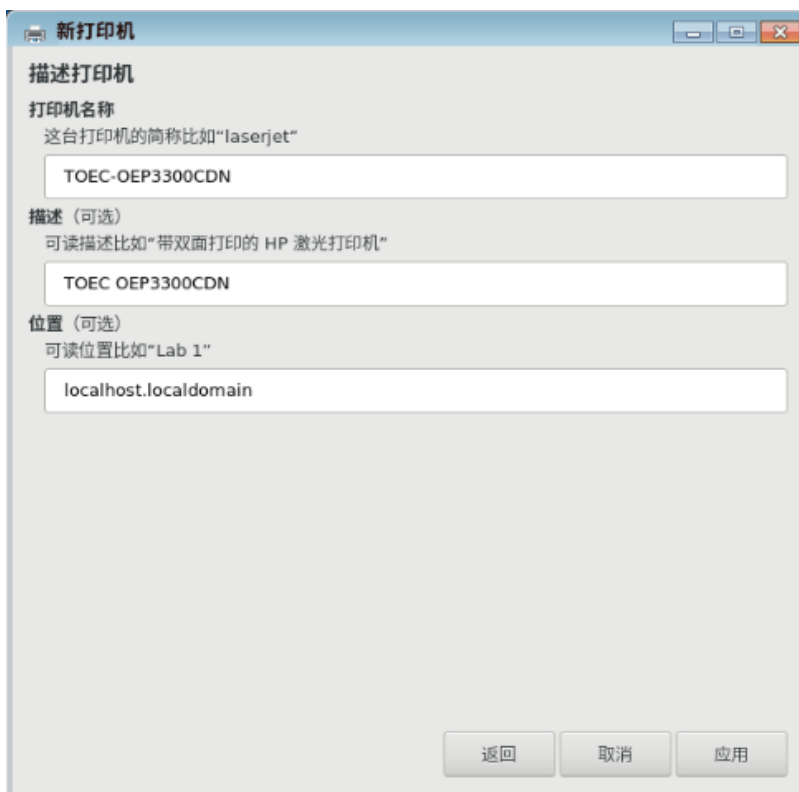 新打印机
描述打印机
打印机名称
这台打印机的简称比如“laserjet”
TOEC-OEP3300CDN
描述（可选）
可读描述比如“带双面打印的 HP 激光打印机”
TOEC OEP3300CDN
位置（可选）
可读位置比如“Lab 1”
localhost.localdomain
返回 取消 应用